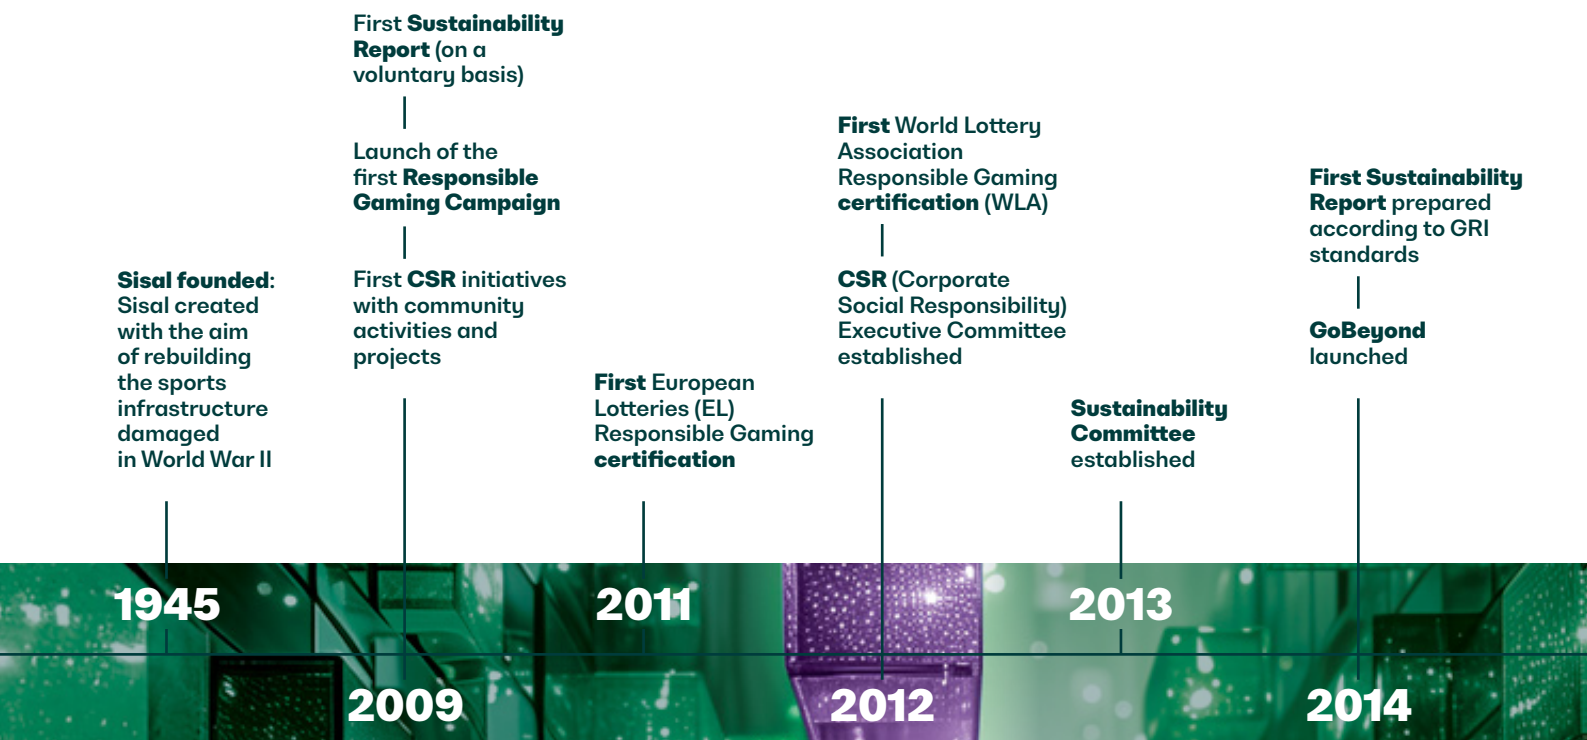 Sisal founded:
Sisal created
with the aim
of rebuilding
the sports
infrastructure
damaged
in World War II
1945
First Sustainability
Report (on a
voluntary basis)
Launch of the
first Responsible
Gaming Campaign
First CSR initiatives
with community
activities and
projects
2009
First European
Lotteries (EL)
Responsible Gaming
certification
2011
First World Lottery
Association
Responsible Gaming
certification (WLA)
CSR (Corporate
Social Responsibility)
Executive Committee
established
2012
Sustainability
Committee
established
2013
First Sustainability
Report prepared
according to GRI
standards
GoBeyond
launched
2014